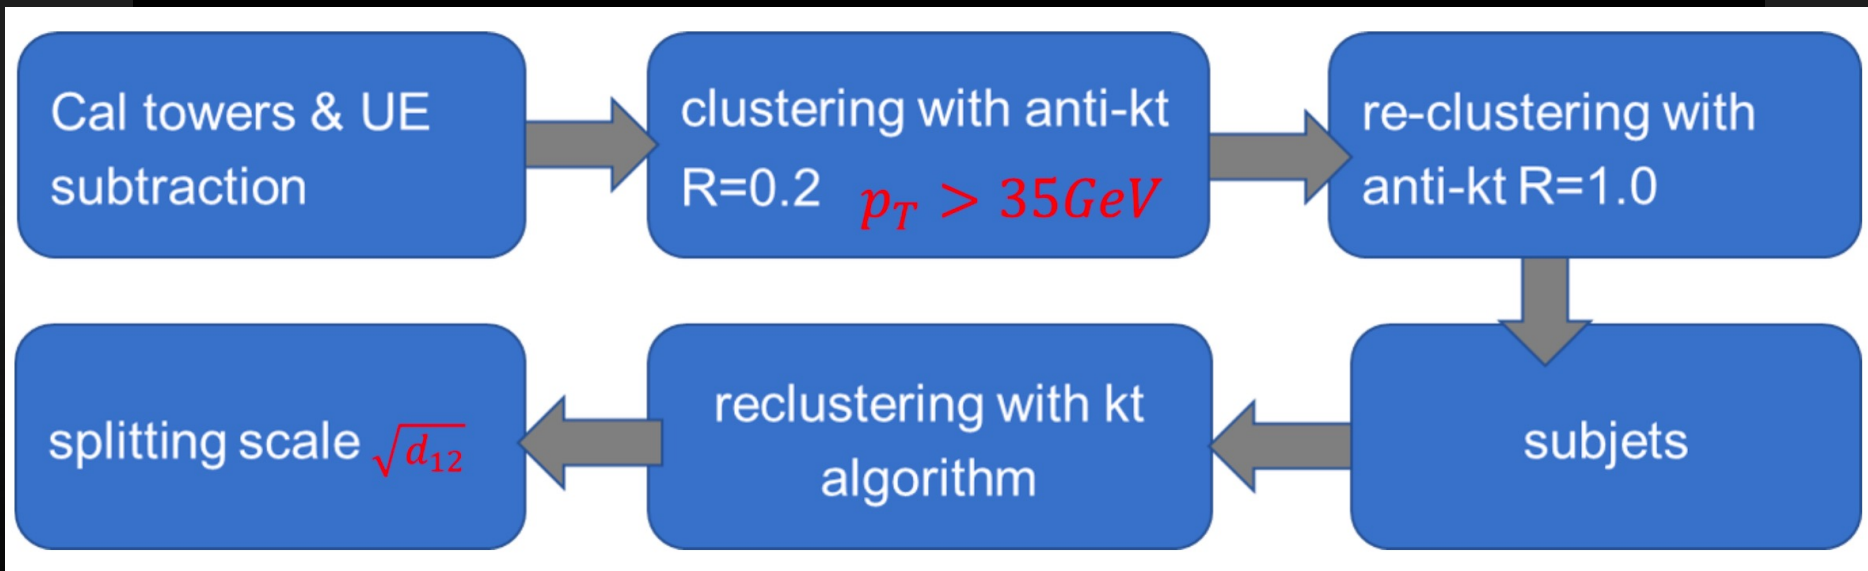 Cal towers & UE
subtraction
clustering with anti-kt
R=0.2 p_T > 35GeV
re-clustering with
anti-kt R=1.0
subjets
reclustering with kt
algorithm
splitting scale √d_12